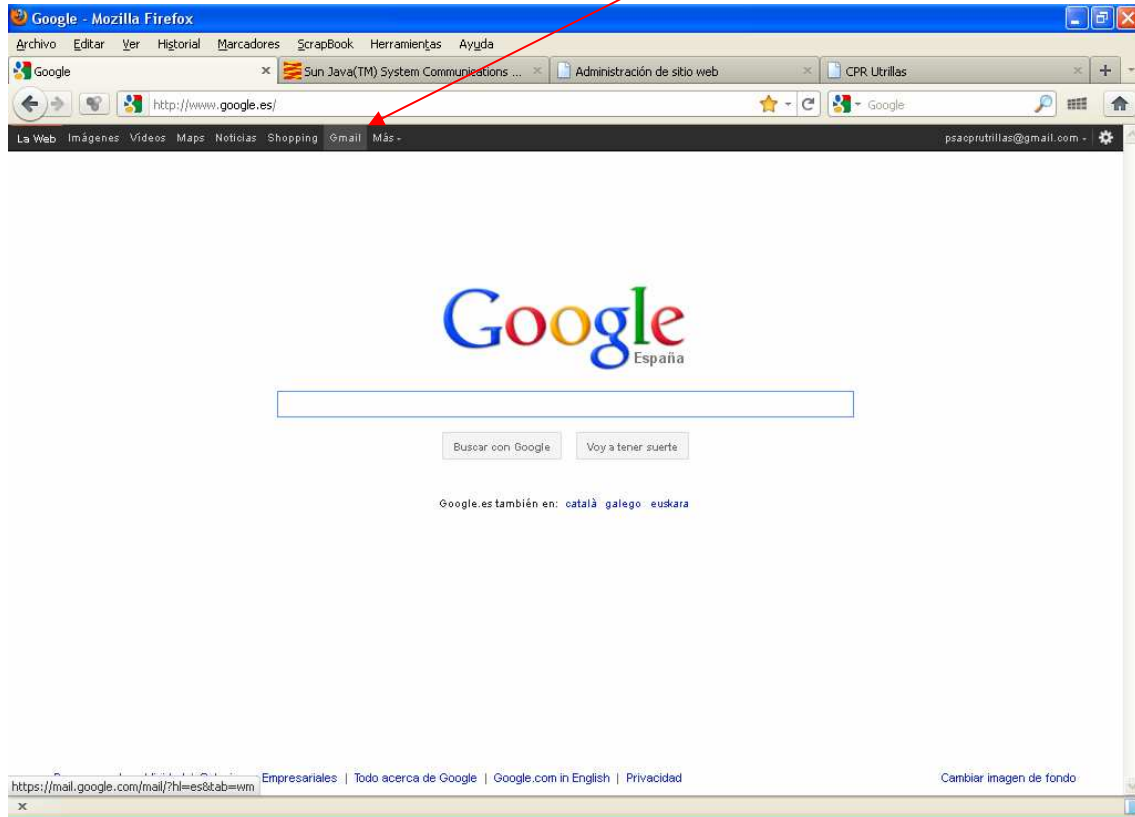 Google - Mozilla Firefox
Archivo Editar Ver Historial Marcadores ScrapBook Herramientas Ayuda
Google Sun Java(TM) System Communications ... Administración de sitio web CPR Utrillas
http://www.google.es/ Google
La Web Imágenes Vídeos Maps Noticias Shopping Gmail Más psacprutrillas@gmail.com
Google
España
Buscar con Google Voy a tener suerte
Google.es también en: català galego euskara
Empresariales | Todo acerca de Google | Google.com in English | Privacidad Cambiar imagen de fondo
https://mail.google.com/mail/?hl=es&tab=wm